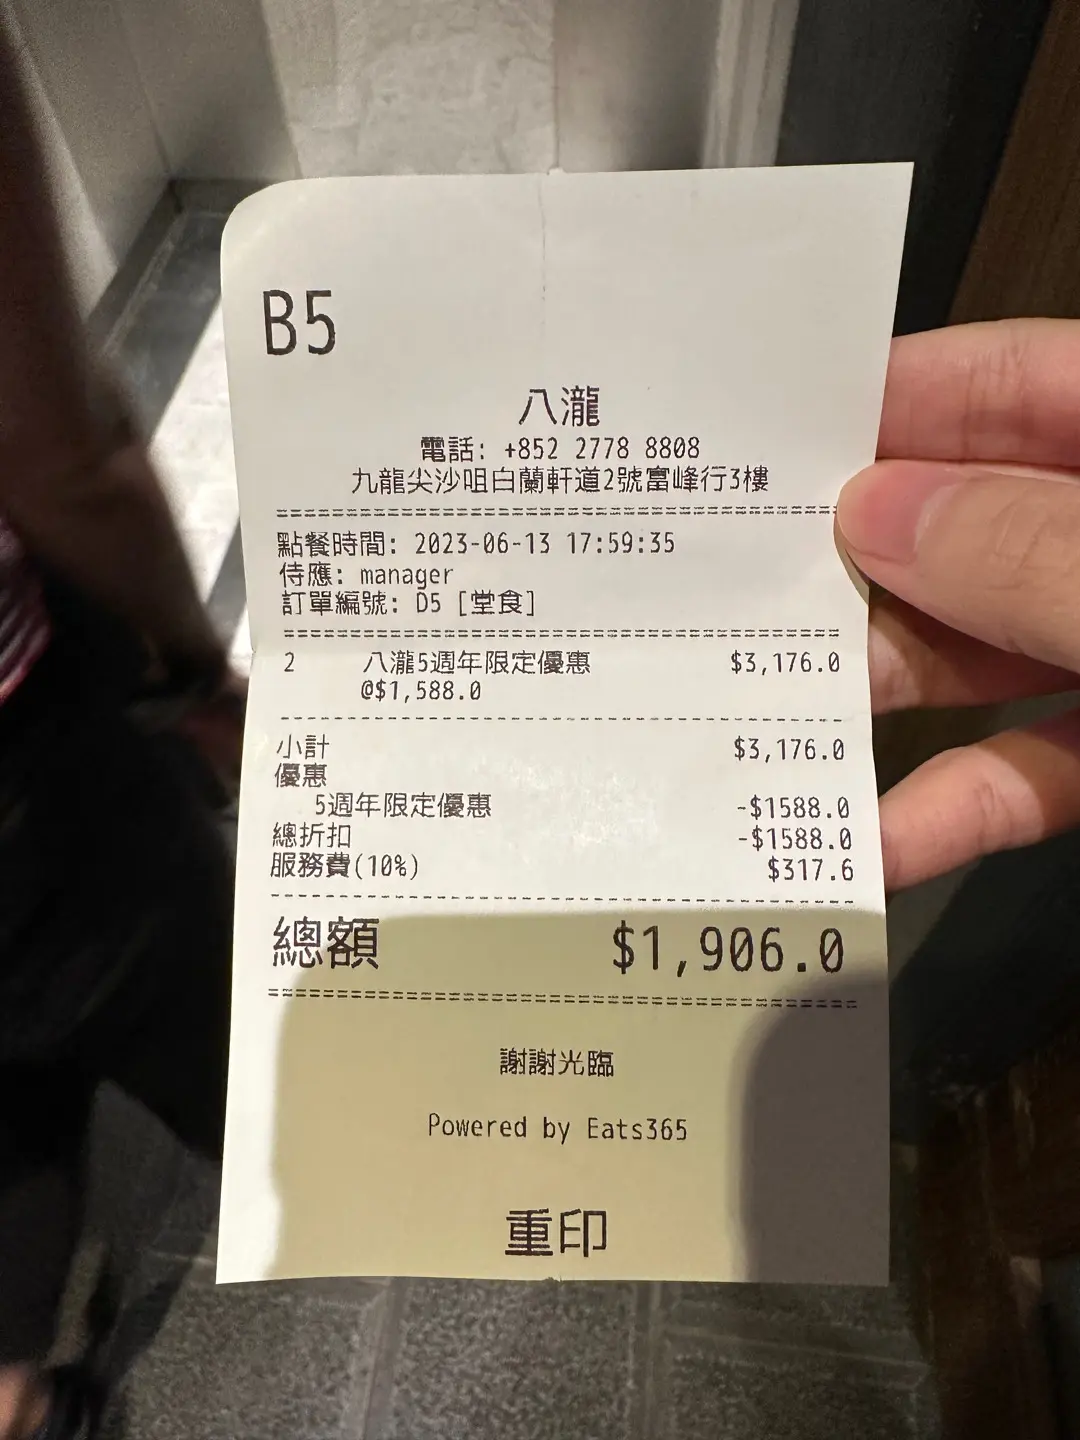 B5
八瀧
電話: +852 2778 8808
九龍尖沙咀白蘭軒道2號富峰行3樓
點餐時間: 2023-06-13 17:59:35
侍應: manager
訂單編號: D5 [堂食]
2 八瀧5週年限定優惠 $3,176.0
@$1,588.0
小計 $3,176.0
優惠
5週年限定優惠 -$1588.0
總折扣 -$1588.0
服務費(10%) $317.6
總額 $1,906.0
謝謝光臨
Powered by Eats365
重印